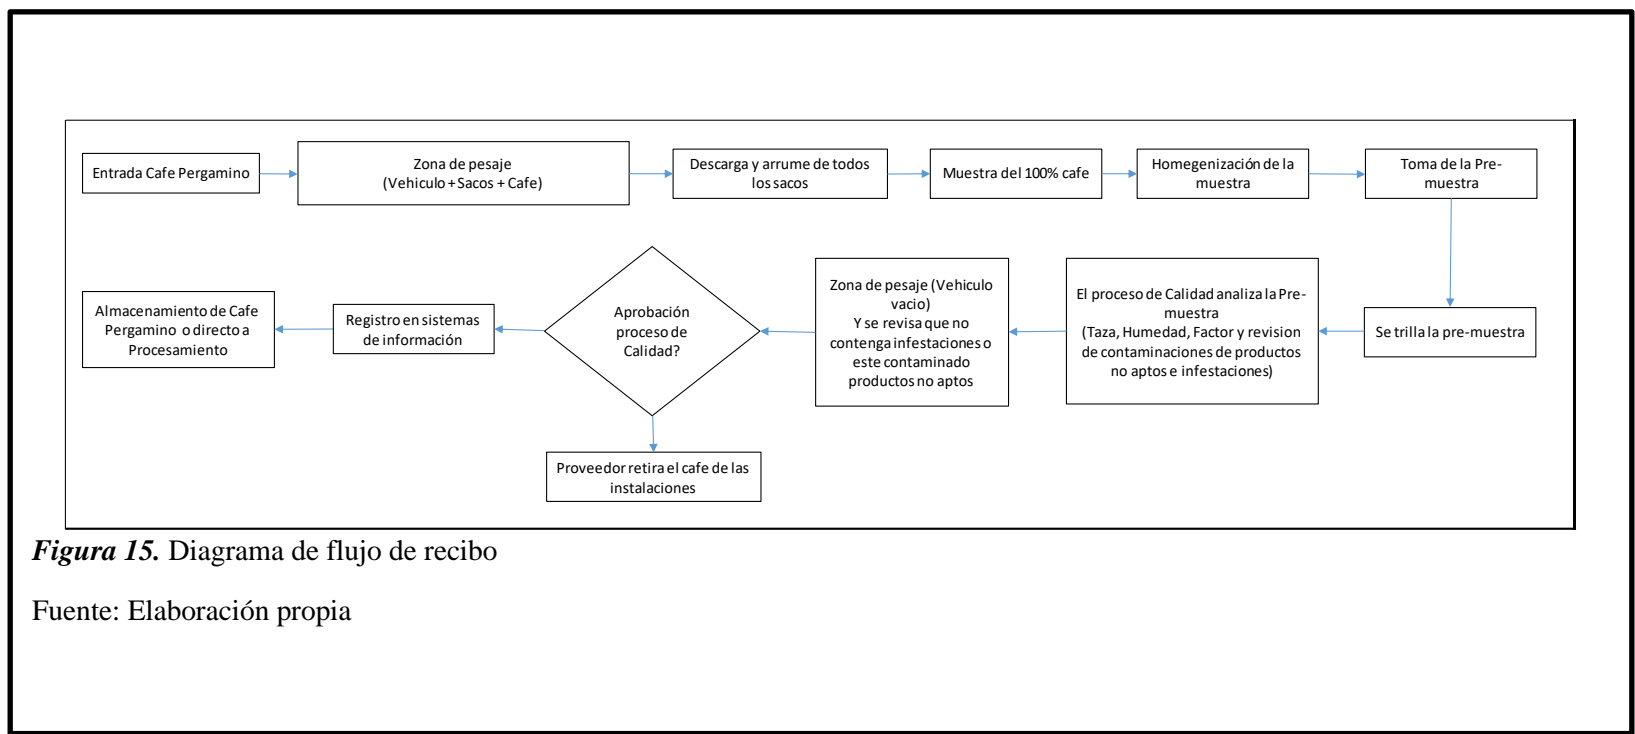 Entrada Cafe Pergamino
Zona de pesaje
(Vehiculo + Sacos + Cafe)
Descarga y arrume de todos
los sacos
Muestra del 100% cafe
Homegenización de la
muestra
Toma de la Pre-
muestra
Se trilla la pre-muestra
El proceso de Calidad analiza la Pre-
muestra
(Taza, Humedad, Factor y revision
de contaminaciones de productos
no aptos e infestaciones)
Zona de pesaje (Vehiculo
vacio)
Y se revisa que no
contenga infestaciones o
este contaminado
productos no aptos
Aprobación
proceso de
Calidad?
Registro en sistemas
de información
Almacenamiento de Cafe
Pergamino o directo a
Procesamiento
Proveedor retira el cafe de las
instalaciones
Figura 15. Diagrama de flujo de recibo
Fuente: Elaboración propia